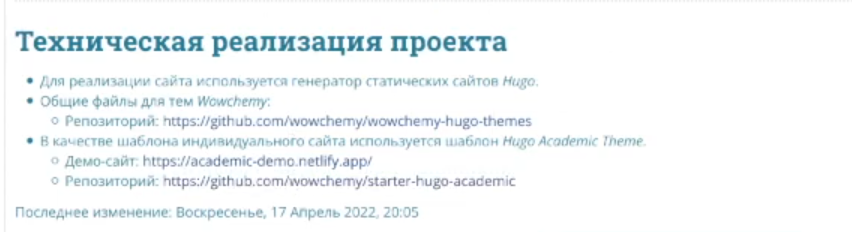 Техническая реализация проекта
Для реализации сайта используется генератор статических сайтов Hugo.
Общие файлы для тем Wowchemy:
Репозиторий: https://github.com/wowchemy/wowchemy-hugo-themes
В качестве шаблона индивидуального сайта используется шаблон Hugo Academic Theme.
Демо-сайт: https://academic-demo.netlify.app/
Репозиторий: https://github.com/wowchemy/starter-hugo-academic
Последнее изменение: Воскресенье, 17 Апрель 2022, 20:05